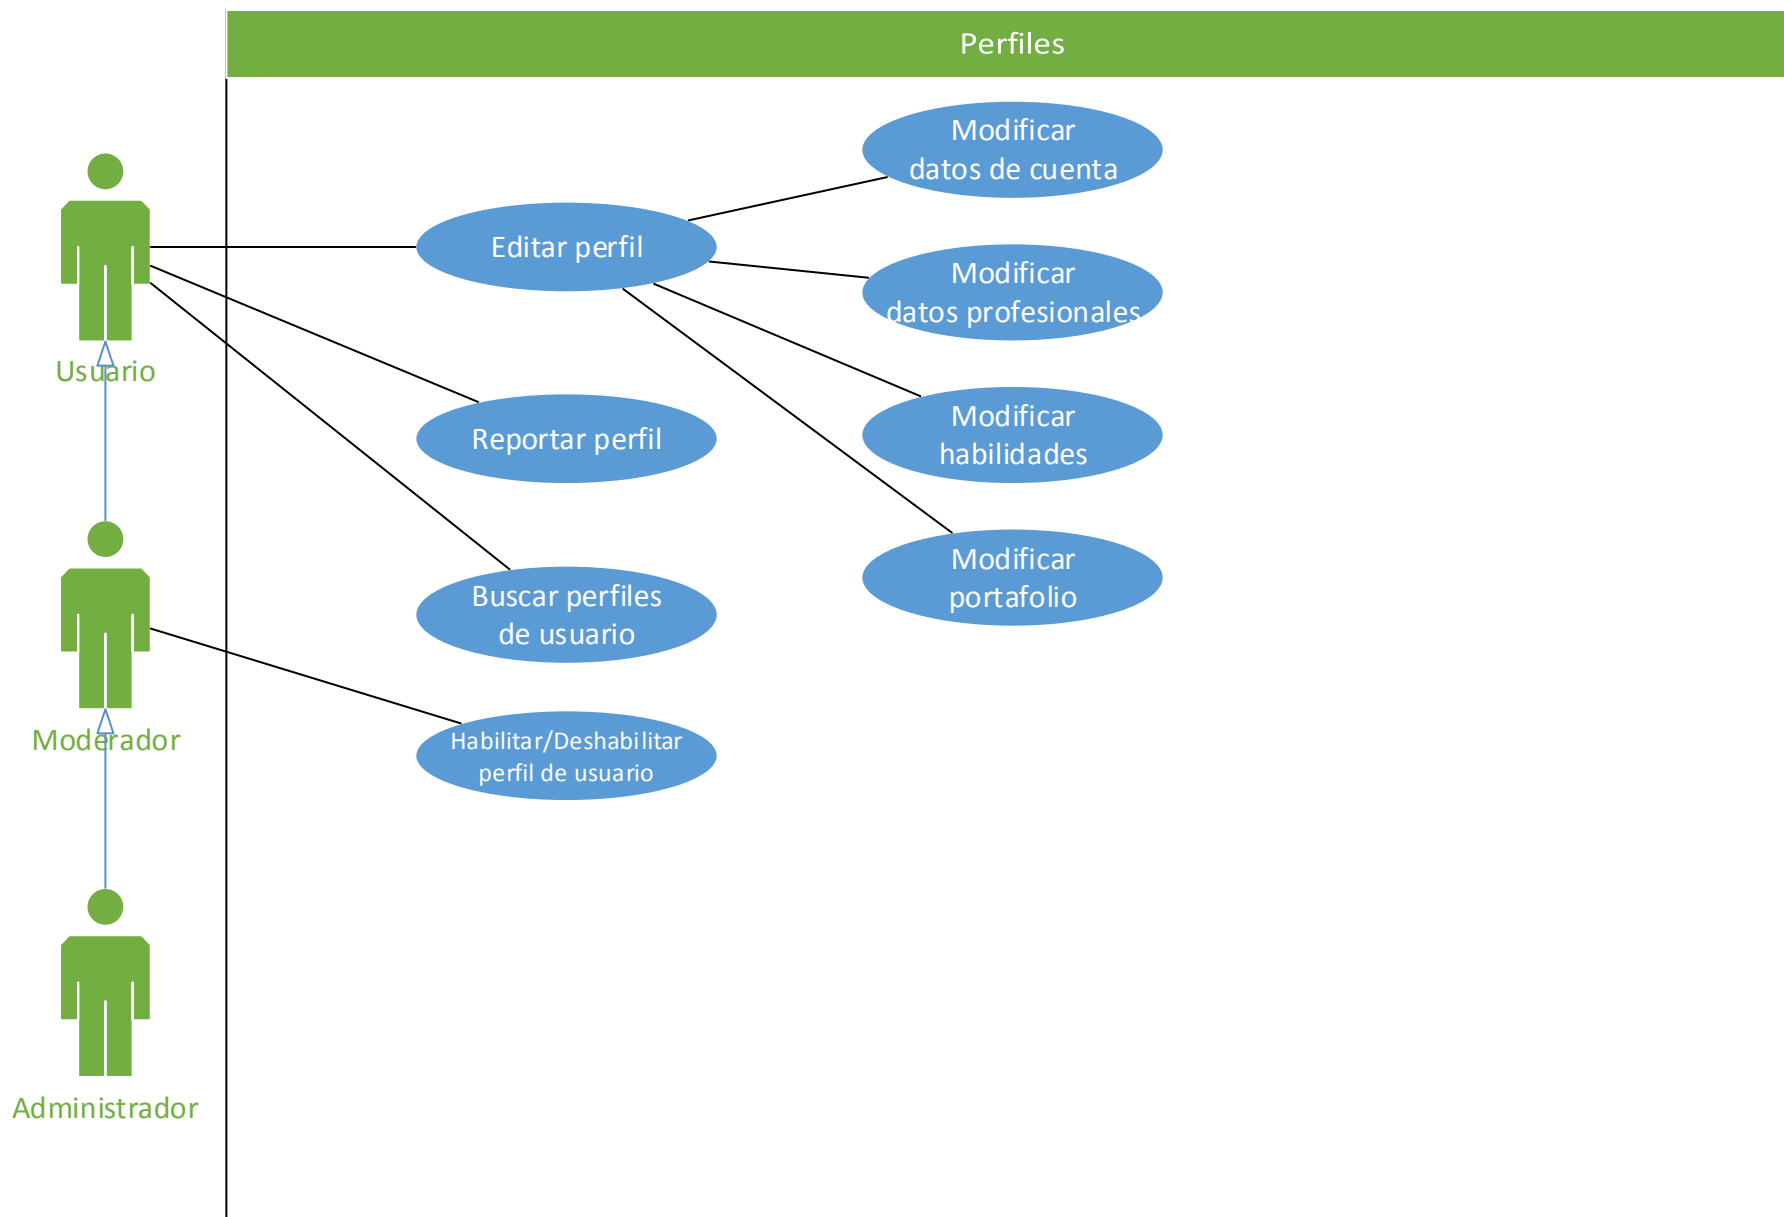 Perfiles
Modificar
datos de cuenta
Editar perfil
Modificar
datos profesionales
Usuario
Reportar perfil
Modificar
habilidades
Buscar perfiles
de usuario
Modificar
portafolio
Moderador
Habilitar/Deshabilitar
perfil de usuario
Administrador